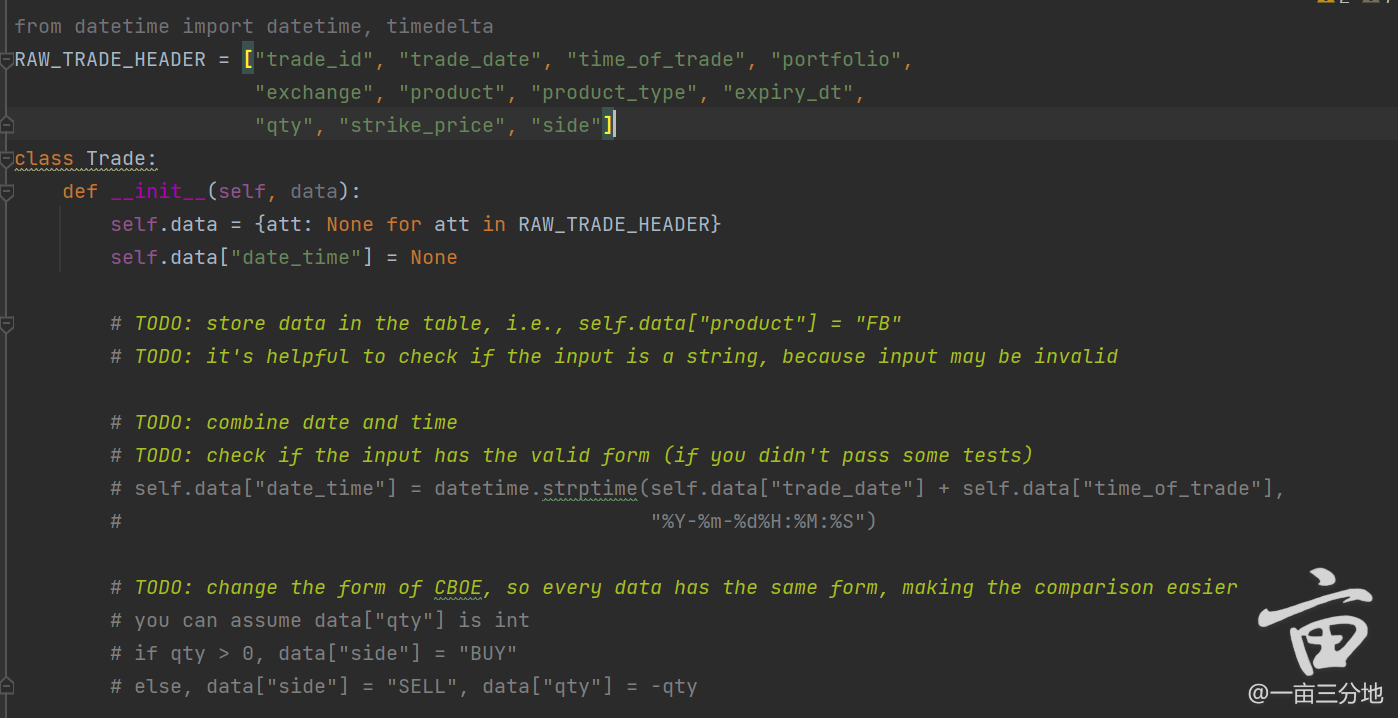 from datetime import datetime, timedelta
RAW_TRADE_HEADER = ["trade_id", "trade_date", "time_of_trade", "portfolio",
"exchange", "product", "product_type", "expiry_dt",
"qty", "strike_price", "side"]
class Trade:
def __init__(self, data):
self.data = {att: None for att in RAW_TRADE_HEADER}
self.data["date_time"] = None
# TODO: store data in the table, i.e., self.data["product"] = "FB"
# TODO: it's helpful to check if the input is a string, because input may be invalid
# TODO: combine date and time
# TODO: check if the input has the valid form (if you didn't pass some tests)
# self.data["date_time"] = datetime.strptime(self.data["trade_date"] + self.data["time_of_trade"],
# "%Y-%m-%d%H:%M:%S")
# TODO: change the form of CBOE, so every data has the same form, making the comparison easier
# you can assume data["qty"] is int
# if qty > 0, data["side"] = "BUY"
# else, data["side"] = "SELL", data["qty"] = -qty
亩
@一亩三分地